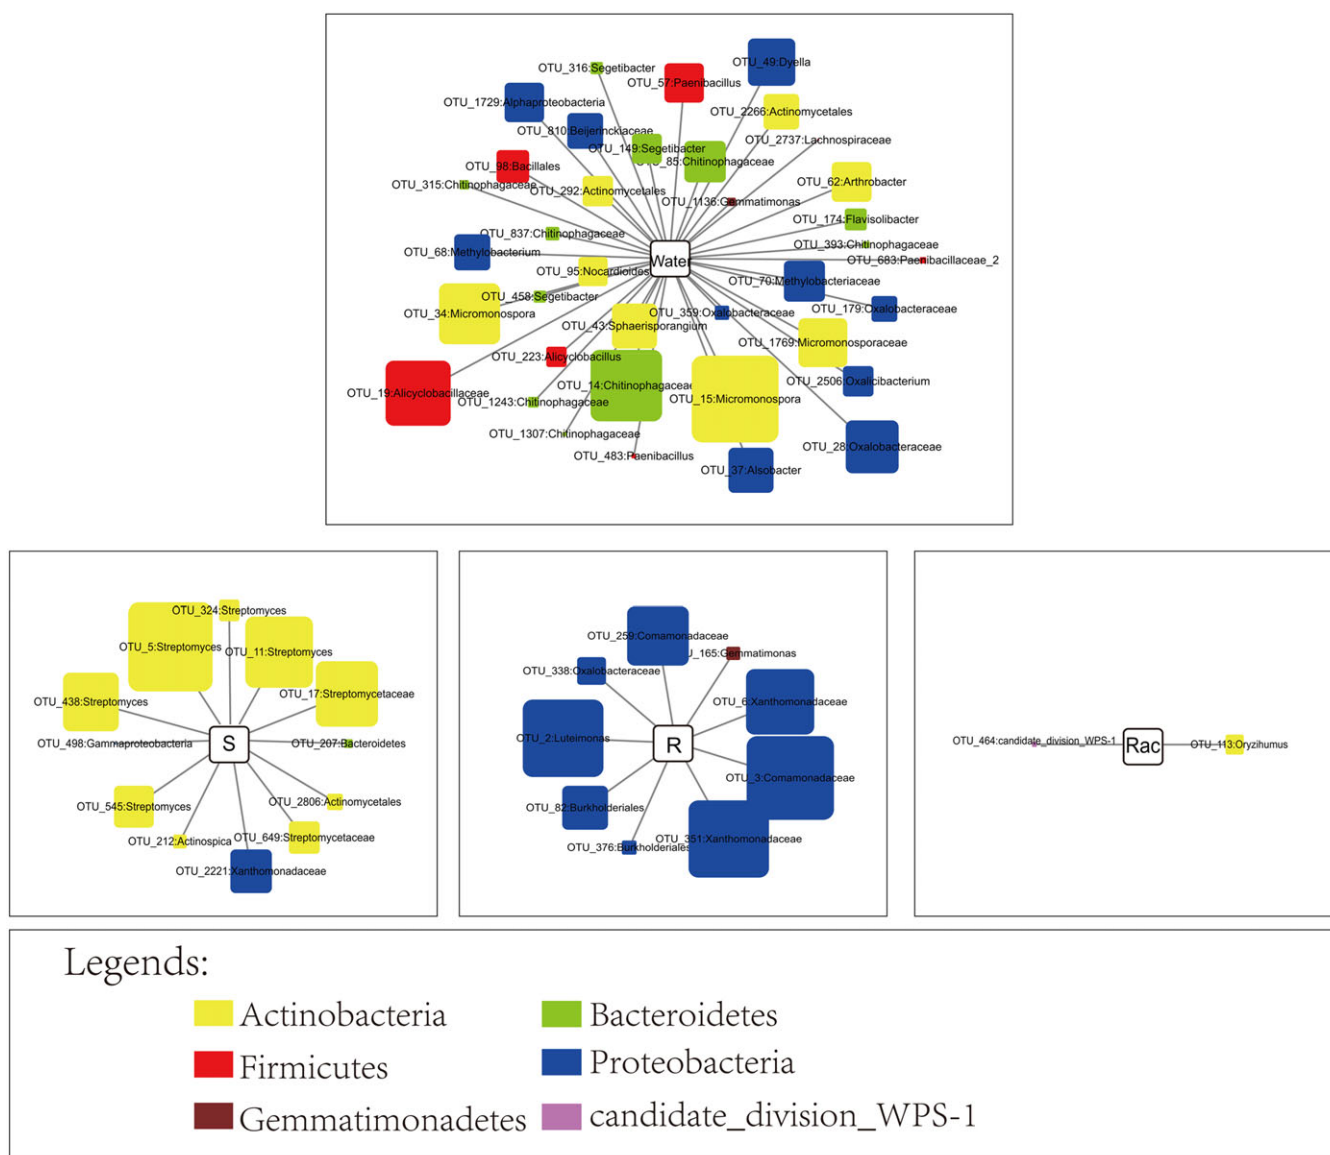 OTU_49:Dyella
OTU_316:Segetibacter
OTU_57:Paenibacillus
OTU_1729:Alphaproteobacteria
OTU_2266:Actinomycetales
OTU_810:Beijerinckiaceae
OTU_2737:Lachnospiraceae
OTU_149:Segetibacter
OTU_85:Chitinophagaceae
OTU_98:Bacillales
OTU_62:Arthrobacter
OTU_315:Chitinophagaceae
OTU_292:Actinomycetales
OTU_1136:Gemmatimonas
OTU_174:Flavisolibacter
OTU_837:Chitinophagaceae
OTU_393:Chitinophagaceae
OTU_68:Methylobacterium
Water
OTU_683:Paenibacillaceae_2
OTU_95:Nocardioides
OTU_70:Methylobacteriaceae
OTU_458:Segetibacter
OTU_179:Oxalobacteraceae
OTU_34:Micromonospora
OTU_359:Oxalobacteraceae
OTU_43:Sphaerisporangium
OTU_1769:Micromonosporaceae
OTU_223:Alicyclobacillus
OTU_2506:Oxalicibacterium
OTU_19:Alicyclobacillaceae
OTU_14:Chitinophagaceae
OTU_15:Micromonospora
OTU_1243:Chitinophagaceae
OTU_1307:Chitinophagaceae
OTU_28:Oxalobacteraceae
OTU_483:Paenibacillus
OTU_37:Alsobacter
OTU_324:Streptomyces
OTU_5:Streptomyces
OTU_11:Streptomyces
OTU_17:Streptomycetaceae
OTU_438:Streptomyces
OTU_498:Gammaproteobacteria
S
OTU_207:Bacteroidetes
OTU_545:Streptomyces
OTU_2806:Actinomycetales
OTU_212:Actinospica
OTU_649:Streptomycetaceae
OTU_2221:Xanthomonadaceae
OTU_259:Comamonadaceae
U_165:Gemmatimonas
OTU_338:Oxalobacteraceae
OTU_6:Xanthomonadaceae
OTU_2:Luteimonas
R
OTU_3:Comamonadaceae
OTU_82:Burkholderiales
OTU_351:Xanthomonadaceae
OTU_376:Burkholderiales
OTU_464:candidate_division_WPS-1
Rac
OTU_113:Oryzihumus
Legends:
Actinobacteria
Bacteroidetes
Firmicutes
Proteobacteria
Gemmatimonadetes
candidate_division_WPS-1